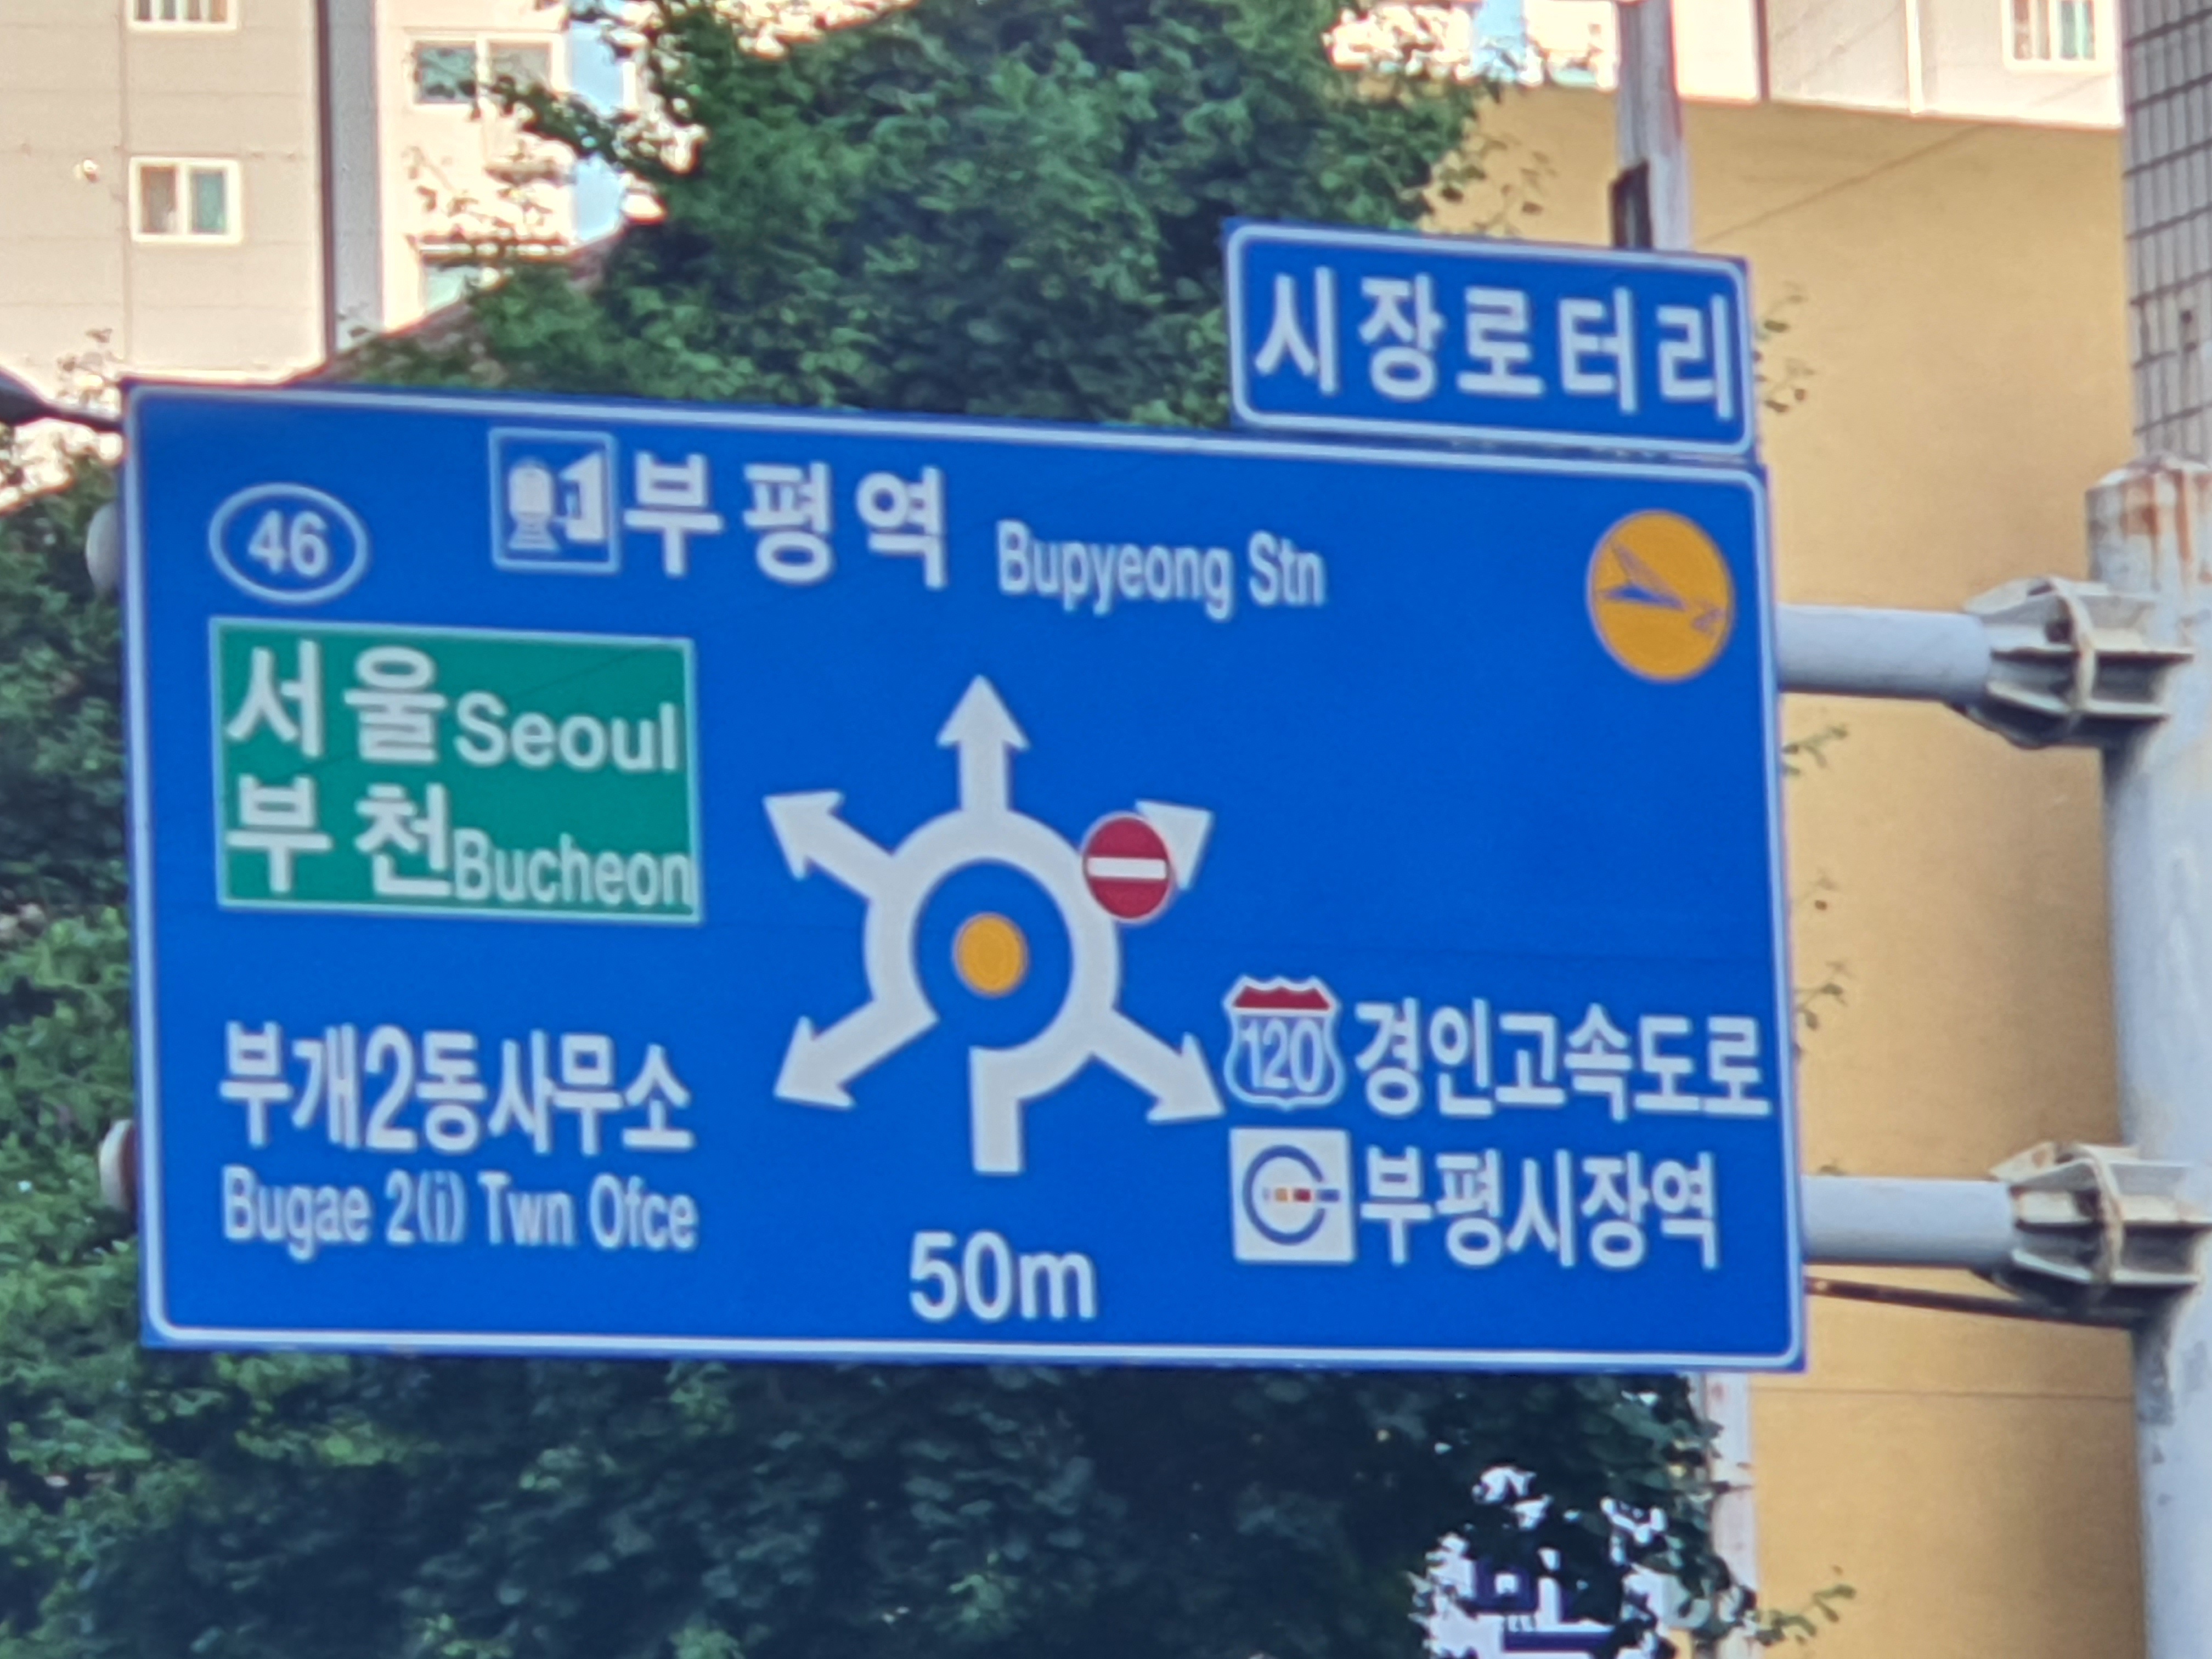 시장로터리
46
1 부평역 Bupyeong Stn
서울 Seoul
부천 Bucheon
120 경인고속도로
부개2동사무소
부평시장역
Bugae 2(i) Twn Ofce
50m